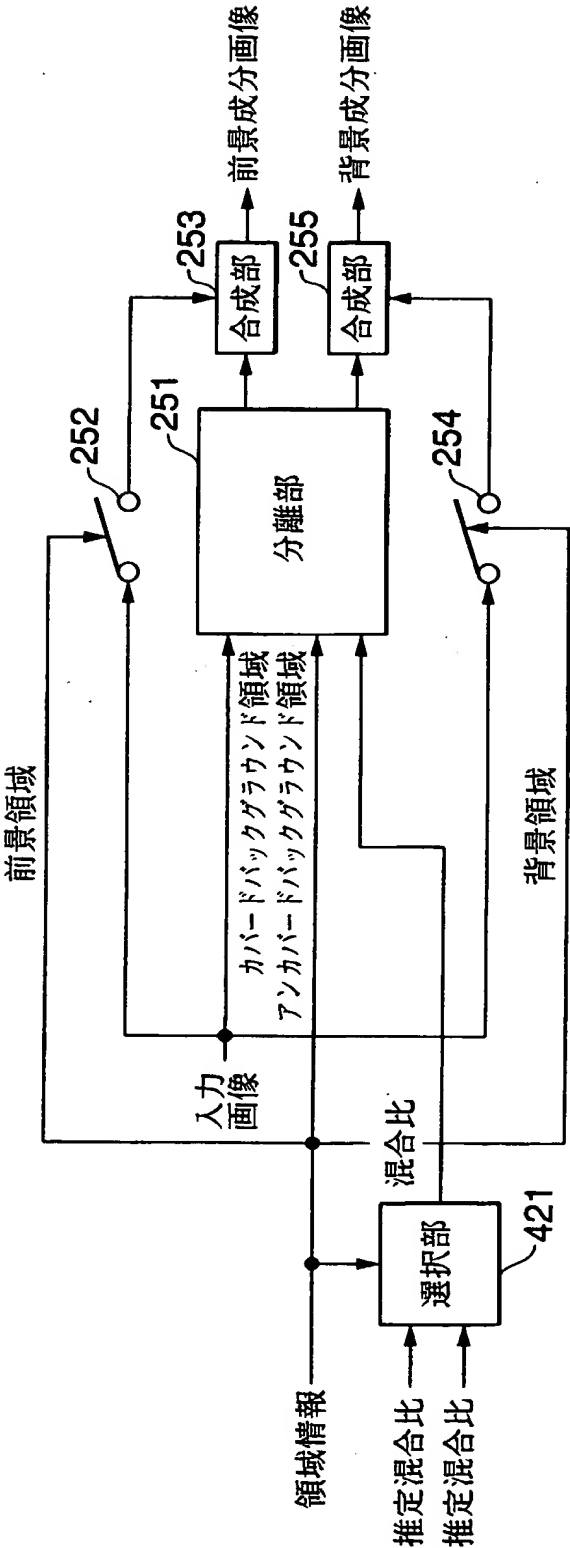 前景領域
252
253
合成部
前景成分画像
251
分離部
255
合成部
背景成分画像
入力
画像
カバードバックグラウンド領域
アンカバードバックグラウンド領域
254
背景領域
領域情報
混合比
選択部
421
推定混合比
推定混合比